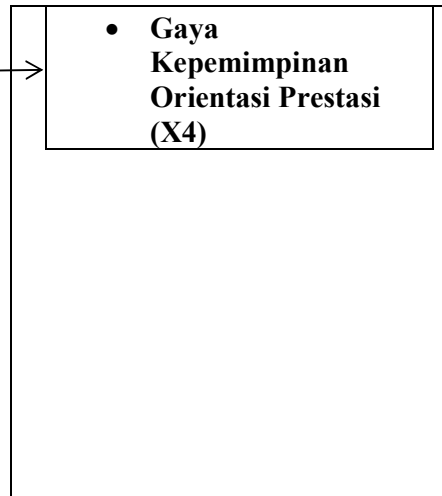 • Gaya
Kepemimpinan
Orientasi Prestasi
(X4)